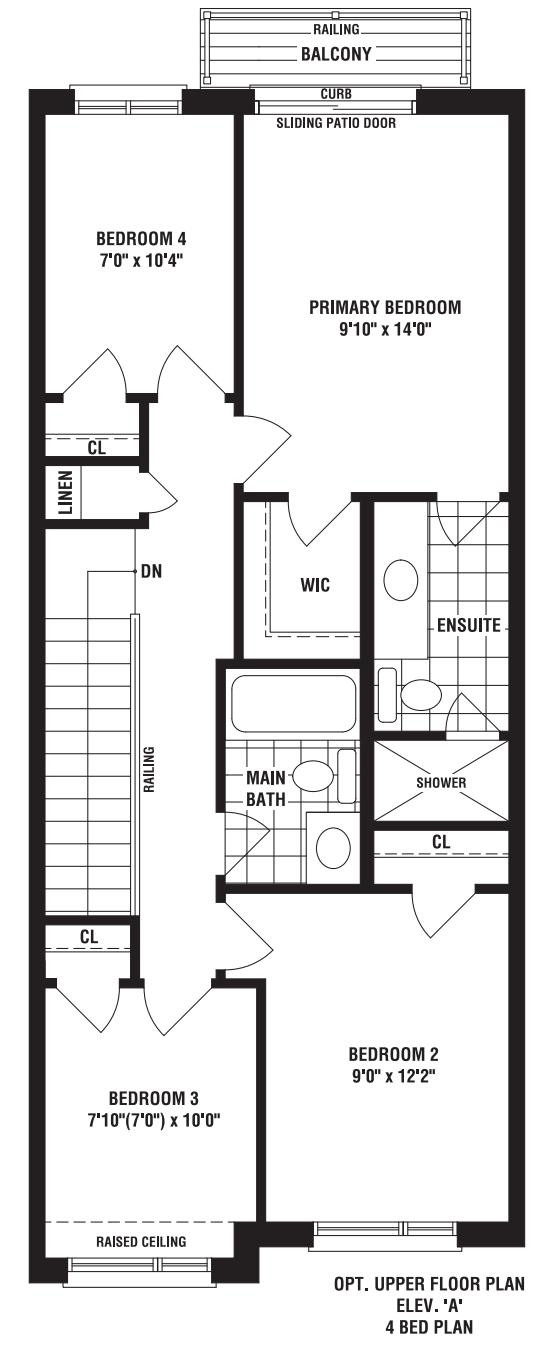 RAILING
BALCONY
CURB
SLIDING PATIO DOOR
BEDROOM 4
7'0" x 10'4"
PRIMARY BEDROOM
9'10" x 14'0"
CL
LINEN
DN
WIC
ENSUITE
RAILING
MAIN
BATH
SHOWER
CL
CL
BEDROOM 2
9'0" x 12'2"
BEDROOM 3
7'10"(7'0") x 10'0"
RAISED CEILING
OPT. UPPER FLOOR PLAN
ELEV. 'A'
4 BED PLAN